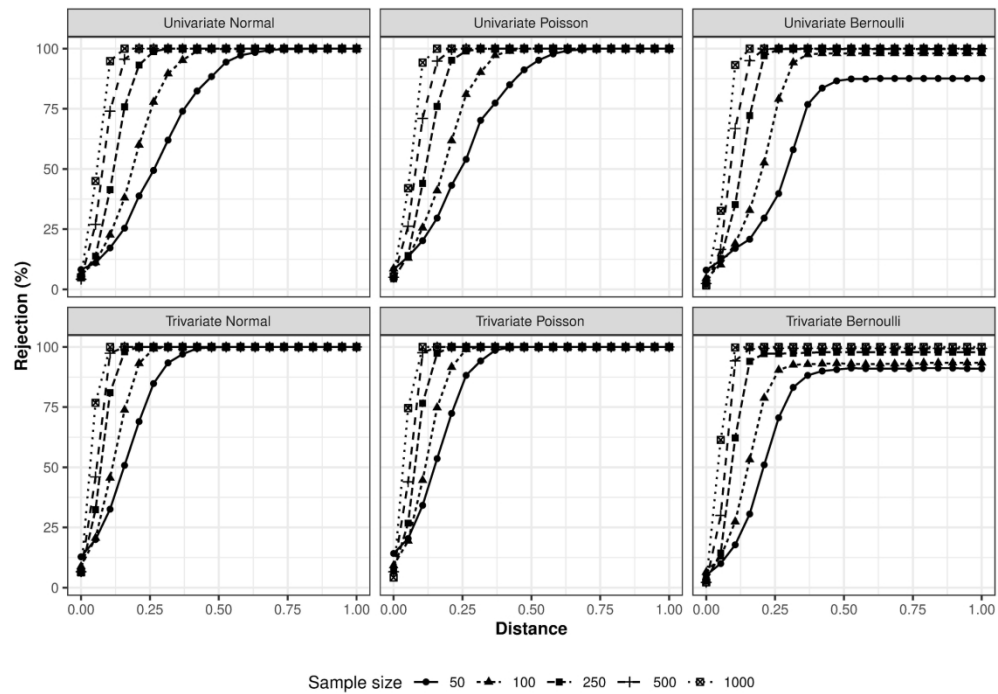 Univariate Normal
Univariate Poisson
Univariate Bernoulli
100
75
50
25
0
Trivariate Normal
Trivariate Poisson
Trivariate Bernoulli
100
75
50
25
0
Rejection (%)
0.00 0.25 0.50 0.75 1.00
0.00 0.25 0.50 0.75 1.00
0.00 0.25 0.50 0.75 1.00
Distance
Sample size 50 100 250 500 1000